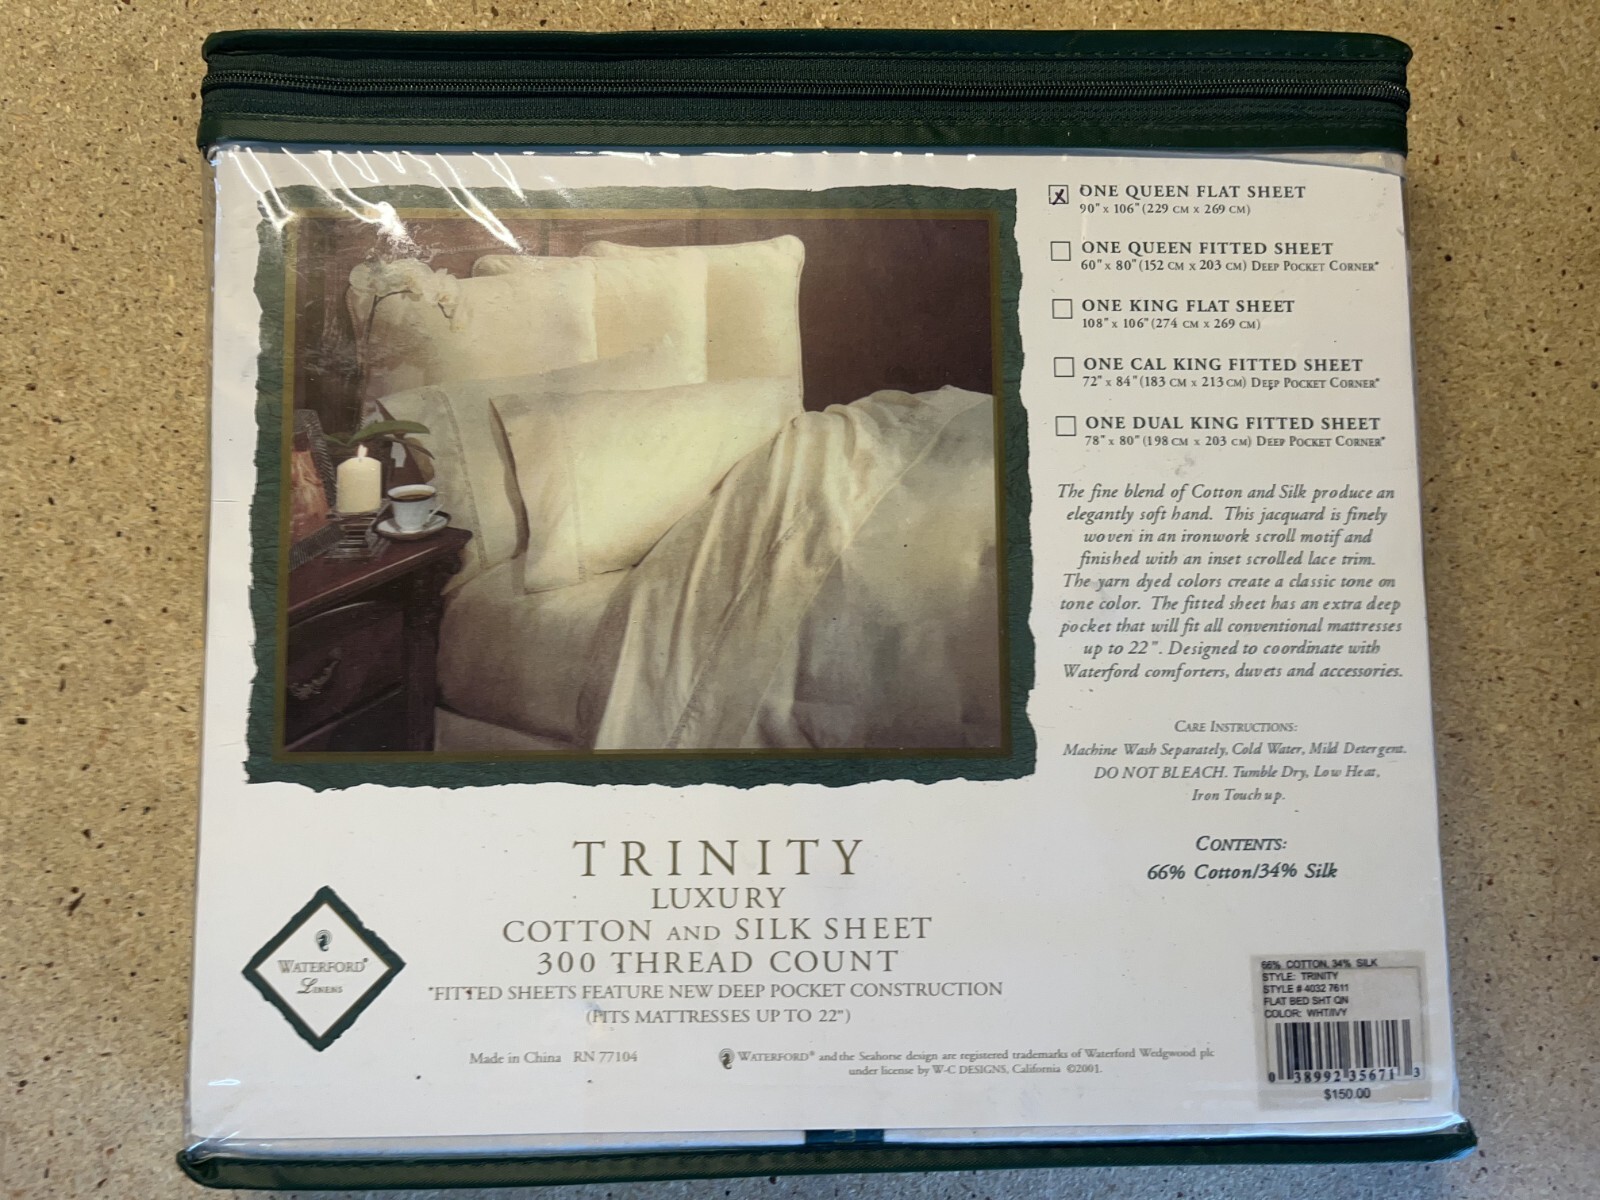 X ONE QUEEN FLAT SHEET
90" x 106" (229 CM x 269 CM)
ONE QUEEN FITTED SHEET
60" x 80" (152 CM x 203 CM) DEEP POCKET CORNER*
ONE KING FLAT SHEET
108" x 106" (274 CM x 269 CM)
ONE CAL KING FITTED SHEET
72" x 84" (183 CM x 213 CM) DEEP POCKET CORNER*
ONE DUAL KING FITTED SHEET
78" x 80" (198 CM x 203 CM) DEEP POCKET CORNER*
The fine blend of Cotton and Silk produce an
elegantly soft hand. This jacquard is finely
woven in an ironwork scroll motif and
finished with an inset scrolled lace trim.
The yarn dyed colors create a classic tone on
tone color. The fitted sheet has an extra deep
pocket that will fit all conventional mattresses
up to 22". Designed to coordinate with
Waterford comforters, duvets and accessories.
CARE INSTRUCTIONS:
Machine Wash Separately, Cold Water, Mild Detergent.
DO NOT BLEACH. Tumble Dry, Low Heat,
Iron Touch up.
CONTENTS:
66% Cotton/34% Silk
TRINITY
LUXURY
COTTON AND SILK SHEET
300 THREAD COUNT
*FITTED SHEETS FEATURE NEW DEEP POCKET CONSTRUCTION
(FITS MATTRESSES UP TO 22")
WATERFORD®
LINENS
Made in China RN 77104
WATERFORD® and the Seahorse design are registered trademarks of Waterford Wedgwood plc
under license by W-C DESIGNS, California ©2001.
66% COTTON, 34% SILK
STYLE: TRINITY
STYLE # 4032 7611
FLAT BED SHT QN
COLOR: WHT/IVY
0 38992 35671 3
$150.00